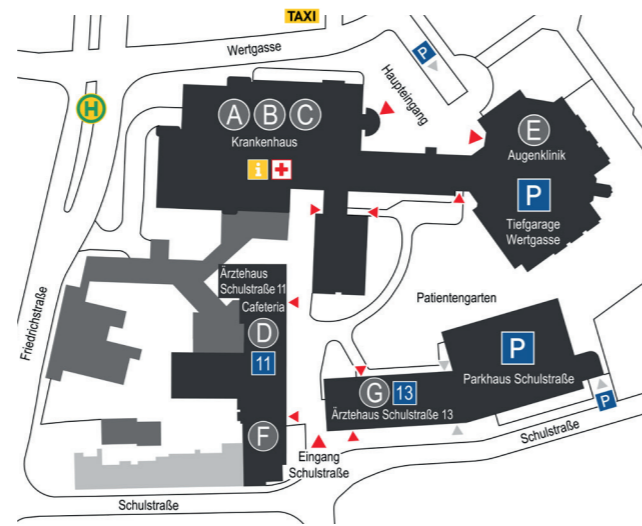 TAXI
Wertgasse
P
H
Haupteingang
A B C
Krankenhaus
i
E
Augenklinik
P
Tiefgarage
Wertgasse
Friedrichstraße
Ärztehaus
Schulstraße 11
Cafeteria
D
11
Patientengarten
P
Parkhaus Schulstraße
G 13
Ärztehaus Schulstraße 13
P
F
Eingang
Schulstraße
Schulstraße
Schulstraße